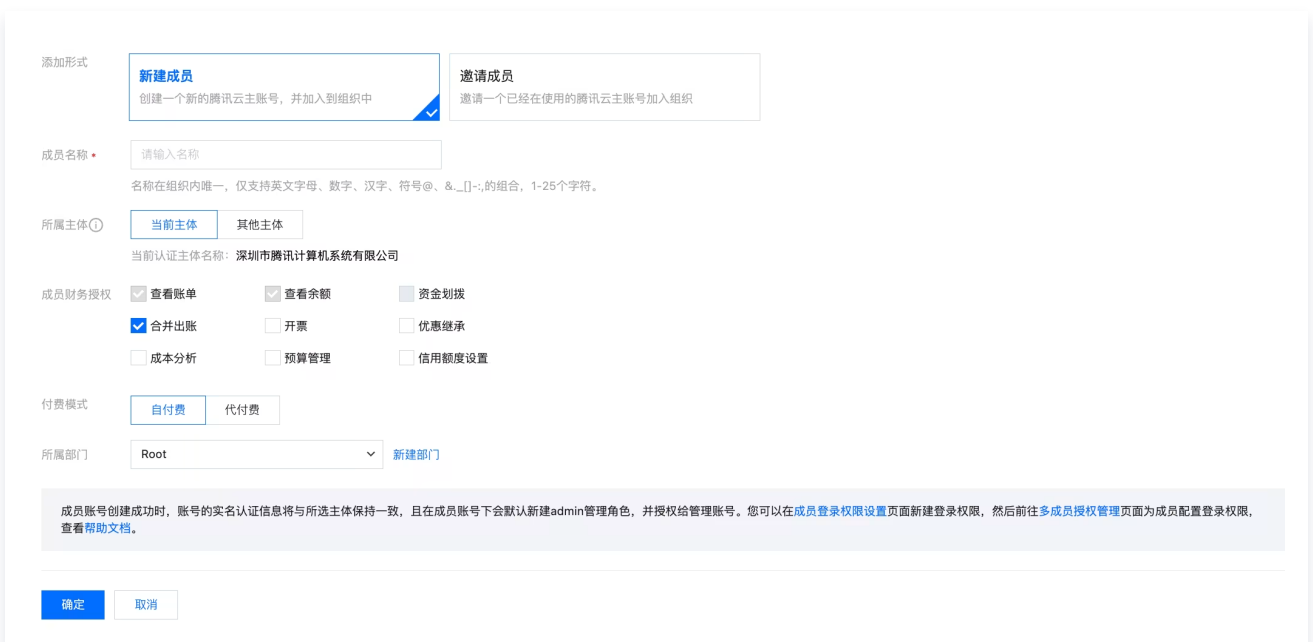 添加形式
新建成员
创建一个新的腾讯云主账号，并加入到组织中
邀请成员
邀请一个已经在使用的腾讯云主账号加入组织
成员名称 •
请输入名称
名称在组织内唯一，仅支持英文字母、数字、汉字、符号@、&._[]-:,的组合，1-25个字符。
所属主体
当前主体 其他主体
当前认证主体名称：深圳市腾讯计算机系统有限公司
成员财务授权
查看账单 查看余额 资金划拨
合并出账 开票 优惠继承
成本分析 预算管理 信用额度设置
付费模式
自付费 代付费
所属部门
Root 新建部门
成员账号创建成功时，账号的实名认证信息将与所选主体保持一致，且在成员账号下会默认新建admin管理角色，并授权给管理账号。您可以在成员登录权限设置页面新建登录权限，然后前往多成员授权管理页面为成员配置登录权限，
查看帮助文档。
确定 取消